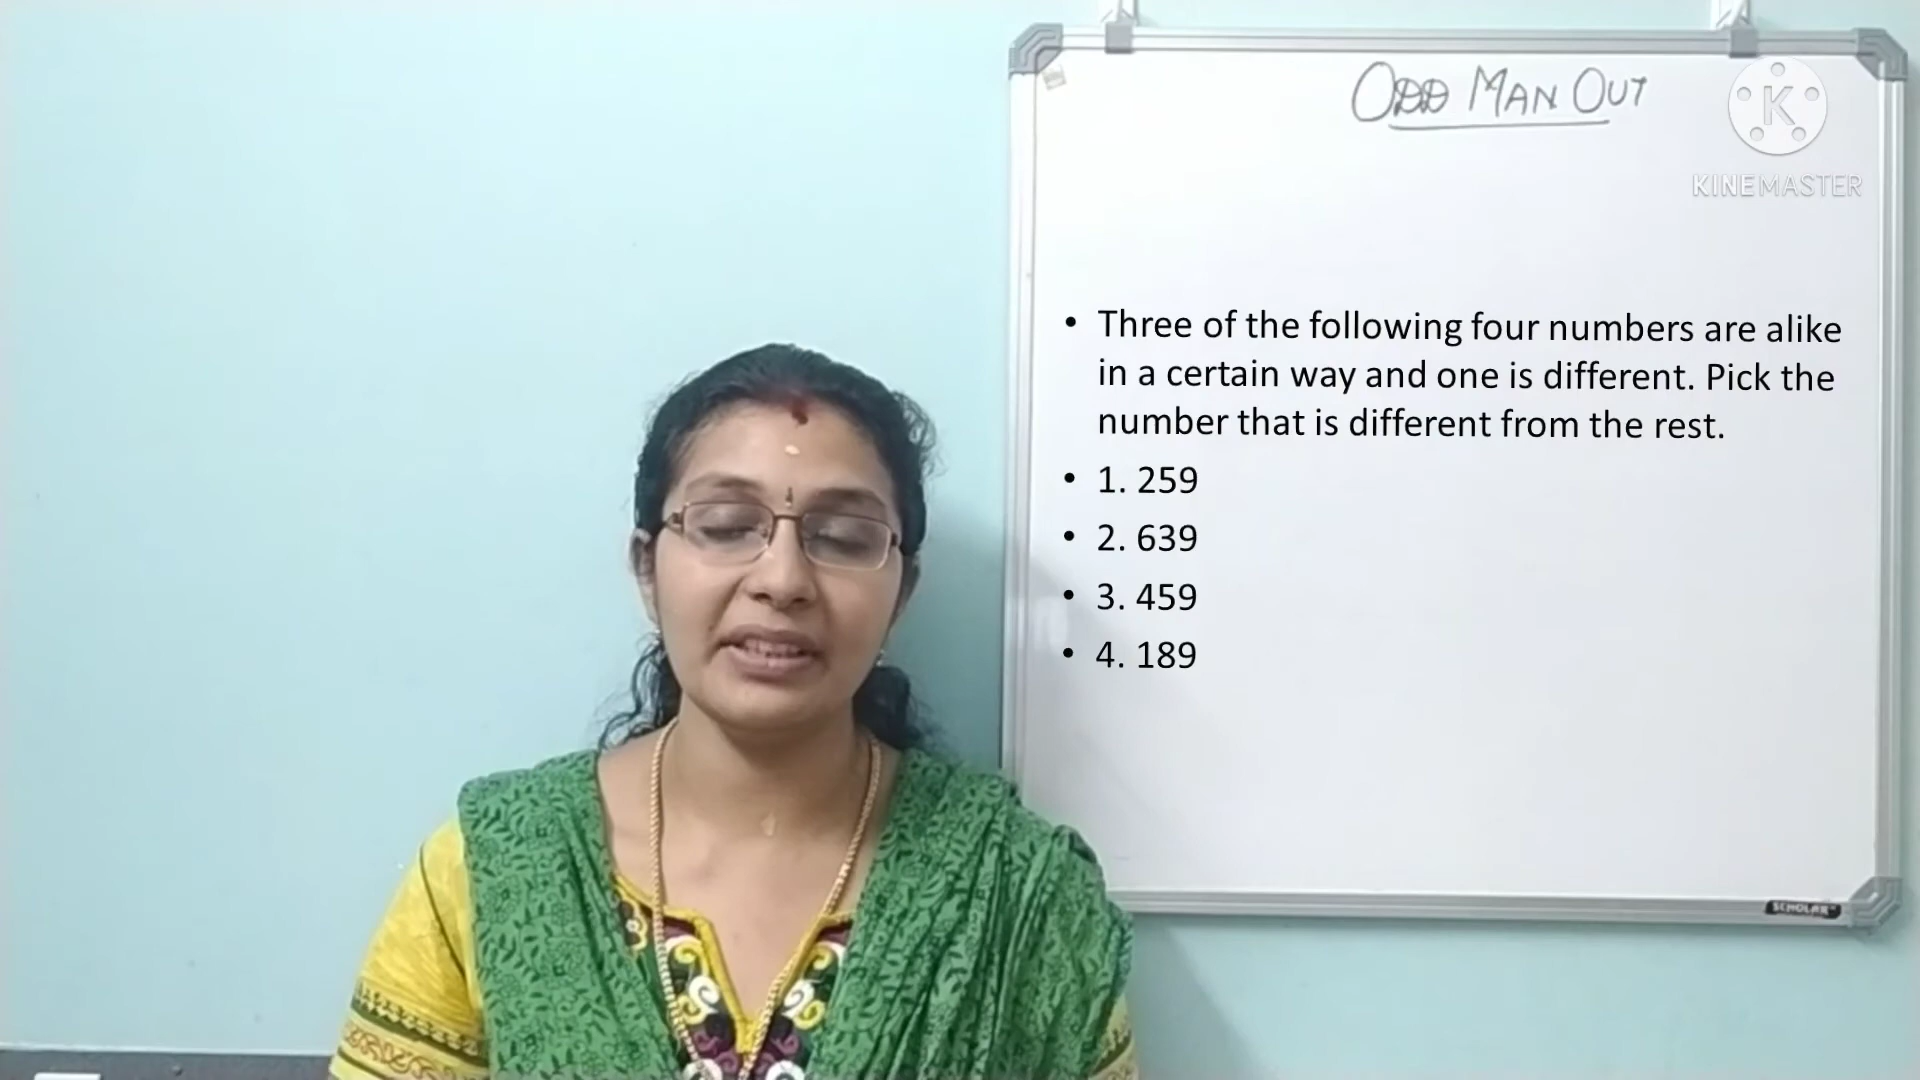 ODD MAN OUT
K
KINEMASTER
• Three of the following four numbers are alike
in a certain way and one is different. Pick the
number that is different from the rest.
• 1. 259
• 2. 639
• 3. 459
• 4. 189
SCHOLAR